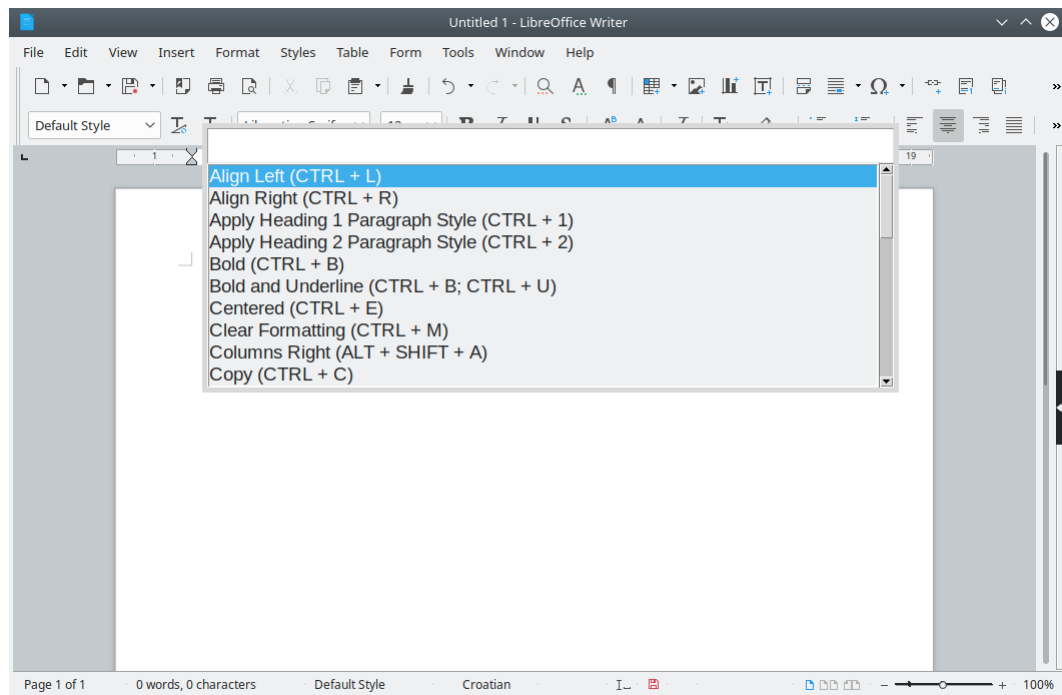 Untitled 1 - LibreOffice Writer
File Edit View Insert Format Styles Table Form Tools Window Help
Default Style
1 19
Align Left (CTRL + L)
Align Right (CTRL + R)
Apply Heading 1 Paragraph Style (CTRL + 1)
Apply Heading 2 Paragraph Style (CTRL + 2)
Bold (CTRL + B)
Bold and Underline (CTRL + B; CTRL + U)
Centered (CTRL + E)
Clear Formatting (CTRL + M)
Columns Right (ALT + SHIFT + A)
Copy (CTRL + C)
Page 1 of 1 0 words, 0 characters Default Style Croatian 100%